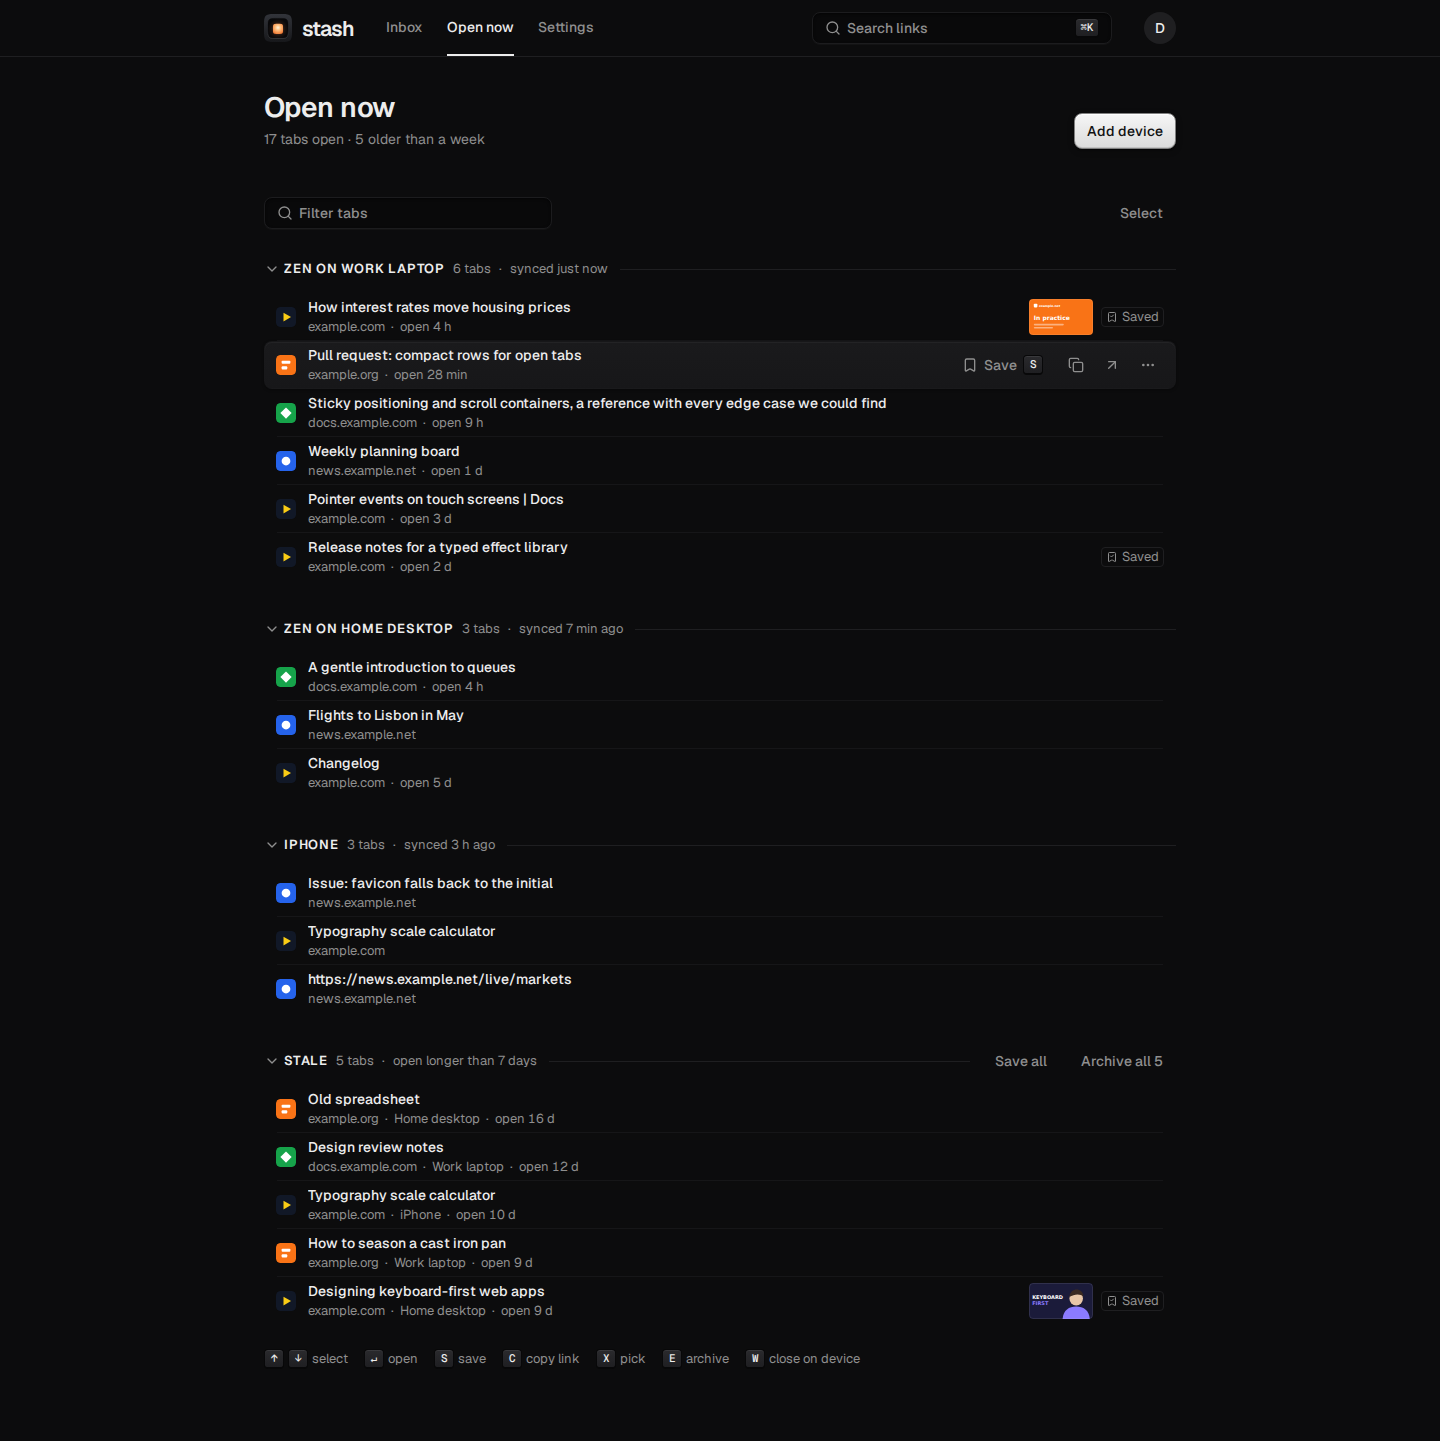 stash
Inbox
Open now
Settings
Search links
⌘K
D
Open now
17 tabs open · 5 older than a week
Add device
Filter tabs
Select
ZEN ON WORK LAPTOP 6 tabs · synced just now
How interest rates move housing prices
example.com · open 4 h
example.net
In practice
Saved
Pull request: compact rows for open tabs
example.org · open 28 min
Save S
Sticky positioning and scroll containers, a reference with every edge case we could find
docs.example.com · open 9 h
Weekly planning board
news.example.net · open 1 d
Pointer events on touch screens | Docs
example.com · open 3 d
Release notes for a typed effect library
example.com · open 2 d
Saved
ZEN ON HOME DESKTOP 3 tabs · synced 7 min ago
A gentle introduction to queues
docs.example.com · open 4 h
Flights to Lisbon in May
news.example.net
Changelog
example.com · open 5 d
IPHONE 3 tabs · synced 3 h ago
Issue: favicon falls back to the initial
news.example.net
Typography scale calculator
example.com
https://news.example.net/live/markets
news.example.net
STALE 5 tabs · open longer than 7 days
Save all
Archive all 5
Old spreadsheet
example.org · Home desktop · open 16 d
Design review notes
docs.example.com · Work laptop · open 12 d
Typography scale calculator
example.com · iPhone · open 10 d
How to season a cast iron pan
example.org · Work laptop · open 9 d
Designing keyboard-first web apps
example.com · Home desktop · open 9 d
KEYBOARD
FIRST
Saved
↑ ↓ select ↵ open S save C copy link X pick E archive W close on device